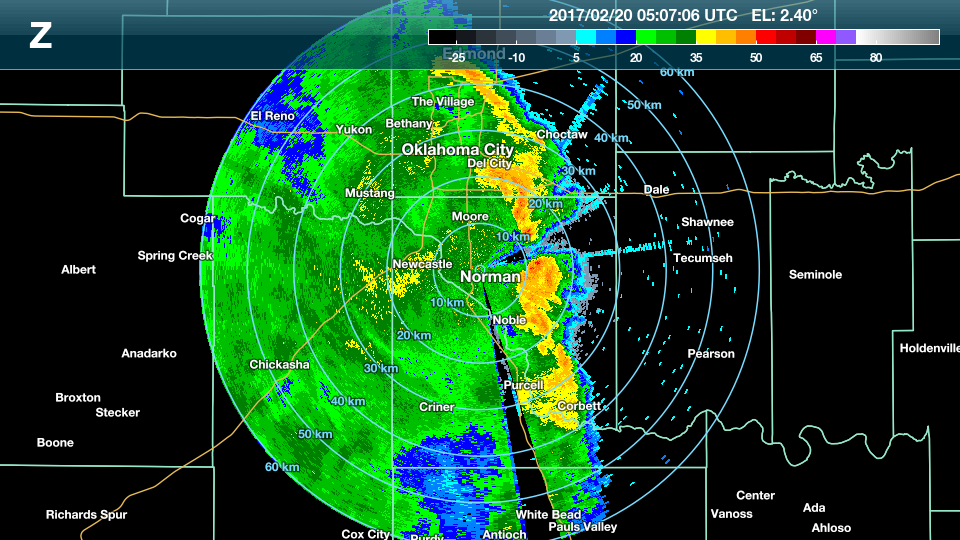 Z
2017/02/20 05:07:06 UTC EL: 2.40°
-25 -10 5 20 35 50 65 80
Edmond
60 km
The Village
50 km
El Reno
Yukon
Bethany
Choctaw
40 km
Oklahoma City
Del City
30 km
Mustang
Dale
20 km
Cogar
Moore
Shawnee
10 km
Spring Creek
Newcastle
Tecumseh
Albert
Norman
Seminole
10 km
Noble
20 km
Anadarko
Pearson
Holdenville
Chickasha
30 km
Purcell
Broxton
40 km
Criner
Corbett
Stecker
50 km
Boone
60 km
Center
Richards Spur
White Bead
Vanoss
Ada
Pauls Valley
Ahloso
Cox City
Purdy
Antioch